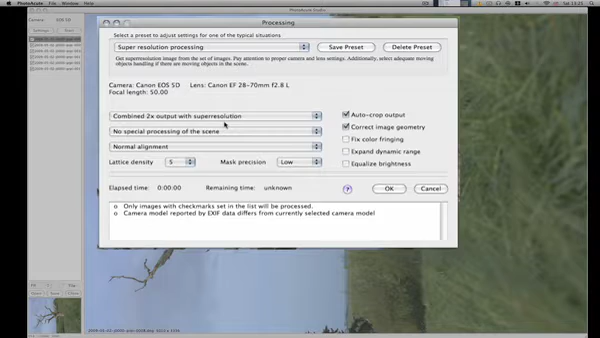 PhotoAcute
PhotoAcute Studio
Sat 13:25
Camera EOS 5D
Processing
Select a preset to adjust settings for one of the typical situations
Super resolution processing
Save Preset
Delete Preset
Get superresolution image from the set of images. Pay attention to proper camera and lens settings. Additionally, select adequate moving
objects handling if there are moving objects in the scene.
Camera: Canon EOS 5D Lens: Canon EF 28-70mm f2.8 L
Focal length: 50.00
Combined 2x output with superresolution
Auto-crop output
No special processing of the scene
Correct image geometry
Fix color fringing
Normal alignment
Expand dynamic range
Lattice density 5 Mask precision Low
Equalize brightness
Elapsed time: 0:00:00 Remaining time: unknown
?
OK
Cancel
o Only images with checkmarks set in the list will be processed.
o Camera model reported by EXIF data differs from currently selected camera model